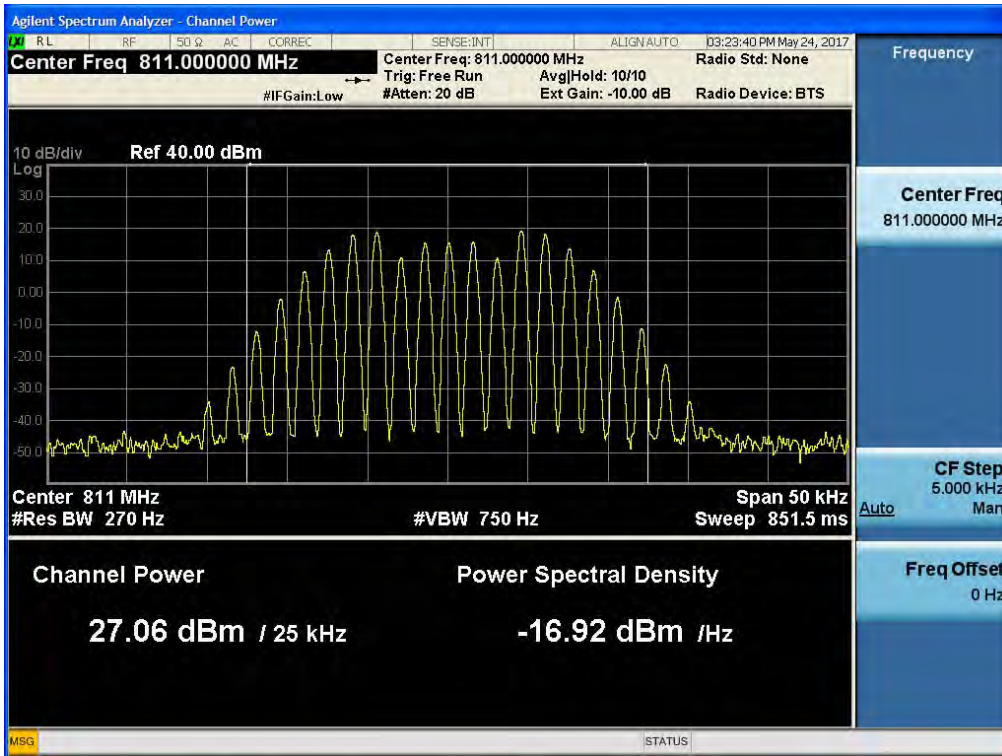 Agilent Spectrum Analyzer - Channel Power
LXI RL RF 50 Ω AC CORREC SENSE:INT ALIGN AUTO 03:23:40 PM May 24, 2017
Center Freq 811.000000 MHz
Center Freq: 811.000000 MHz Radio Std: None
Trig: Free Run Avg|Hold: 10/10
#IFGain:Low #Atten: 20 dB Ext Gain: -10.00 dB Radio Device: BTS
Frequency
10 dB/div Ref 40.00 dBm
Log
30.0
20.0
10.0
0.00
-10.0
-20.0
-30.0
-40.0
-50.0
Center 811 MHz Span 50 kHz
#Res BW 270 Hz #VBW 750 Hz Sweep 851.5 ms
Center Freq
811.000000 MHz
CF Step
5.000 kHz
Auto Man
Channel Power Power Spectral Density
27.06 dBm / 25 kHz -16.92 dBm /Hz
Freq Offset
0 Hz
MSG STATUS